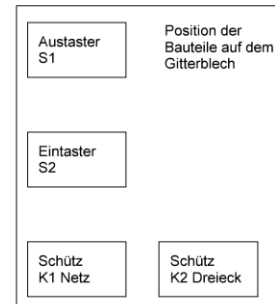 Austaster
S1
Position der
Bauteile auf dem
Gitterblech
Eintaster
S2
Schütz
K1 Netz
Schütz
K2 Dreieck